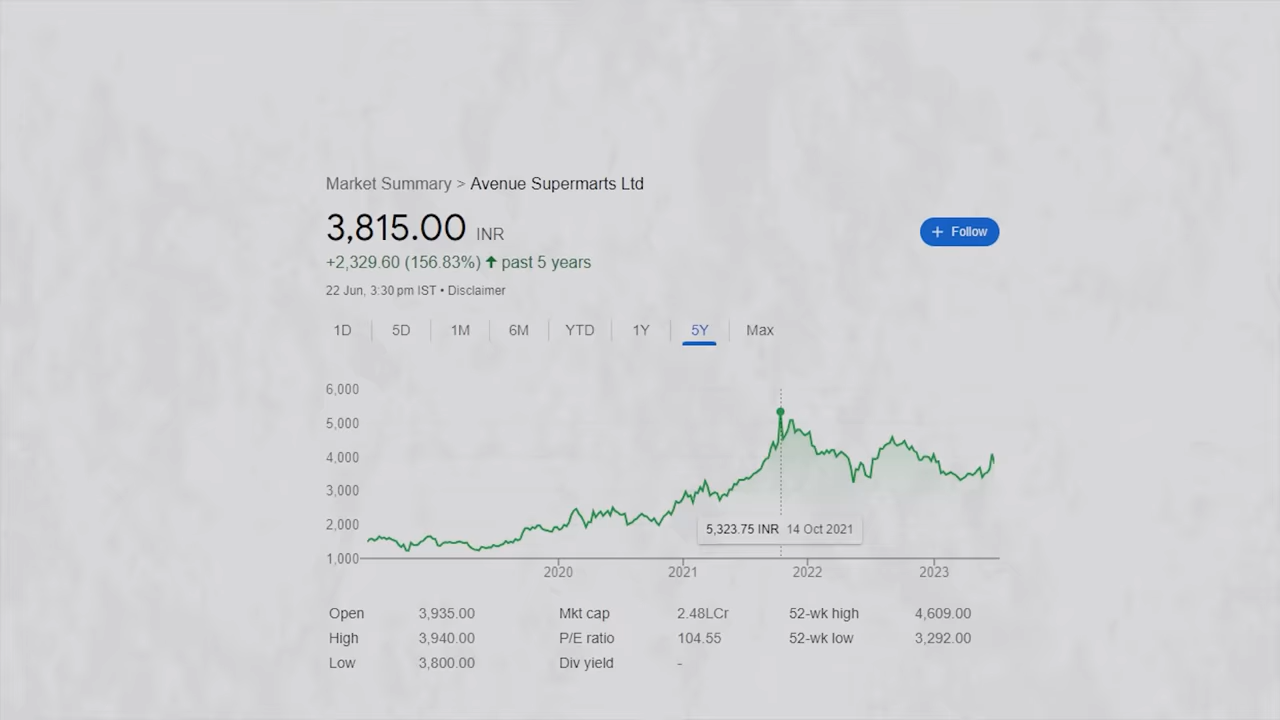 Market Summary > Avenue Supermarts Ltd
3,815.00 INR
+ Follow
+2,329.60 (156.83%) ↑ past 5 years
22 Jun, 3:30 pm IST • Disclaimer
1D 5D 1M 6M YTD 1Y 5Y Max
6,000
5,000
4,000
3,000
2,000
1,000
5,323.75 INR 14 Oct 2021
2020 2021 2022 2023
Open 3,935.00 Mkt cap 2.48LCr 52-wk high 4,609.00
High 3,940.00 P/E ratio 104.55 52-wk low 3,292.00
Low 3,800.00 Div yield -